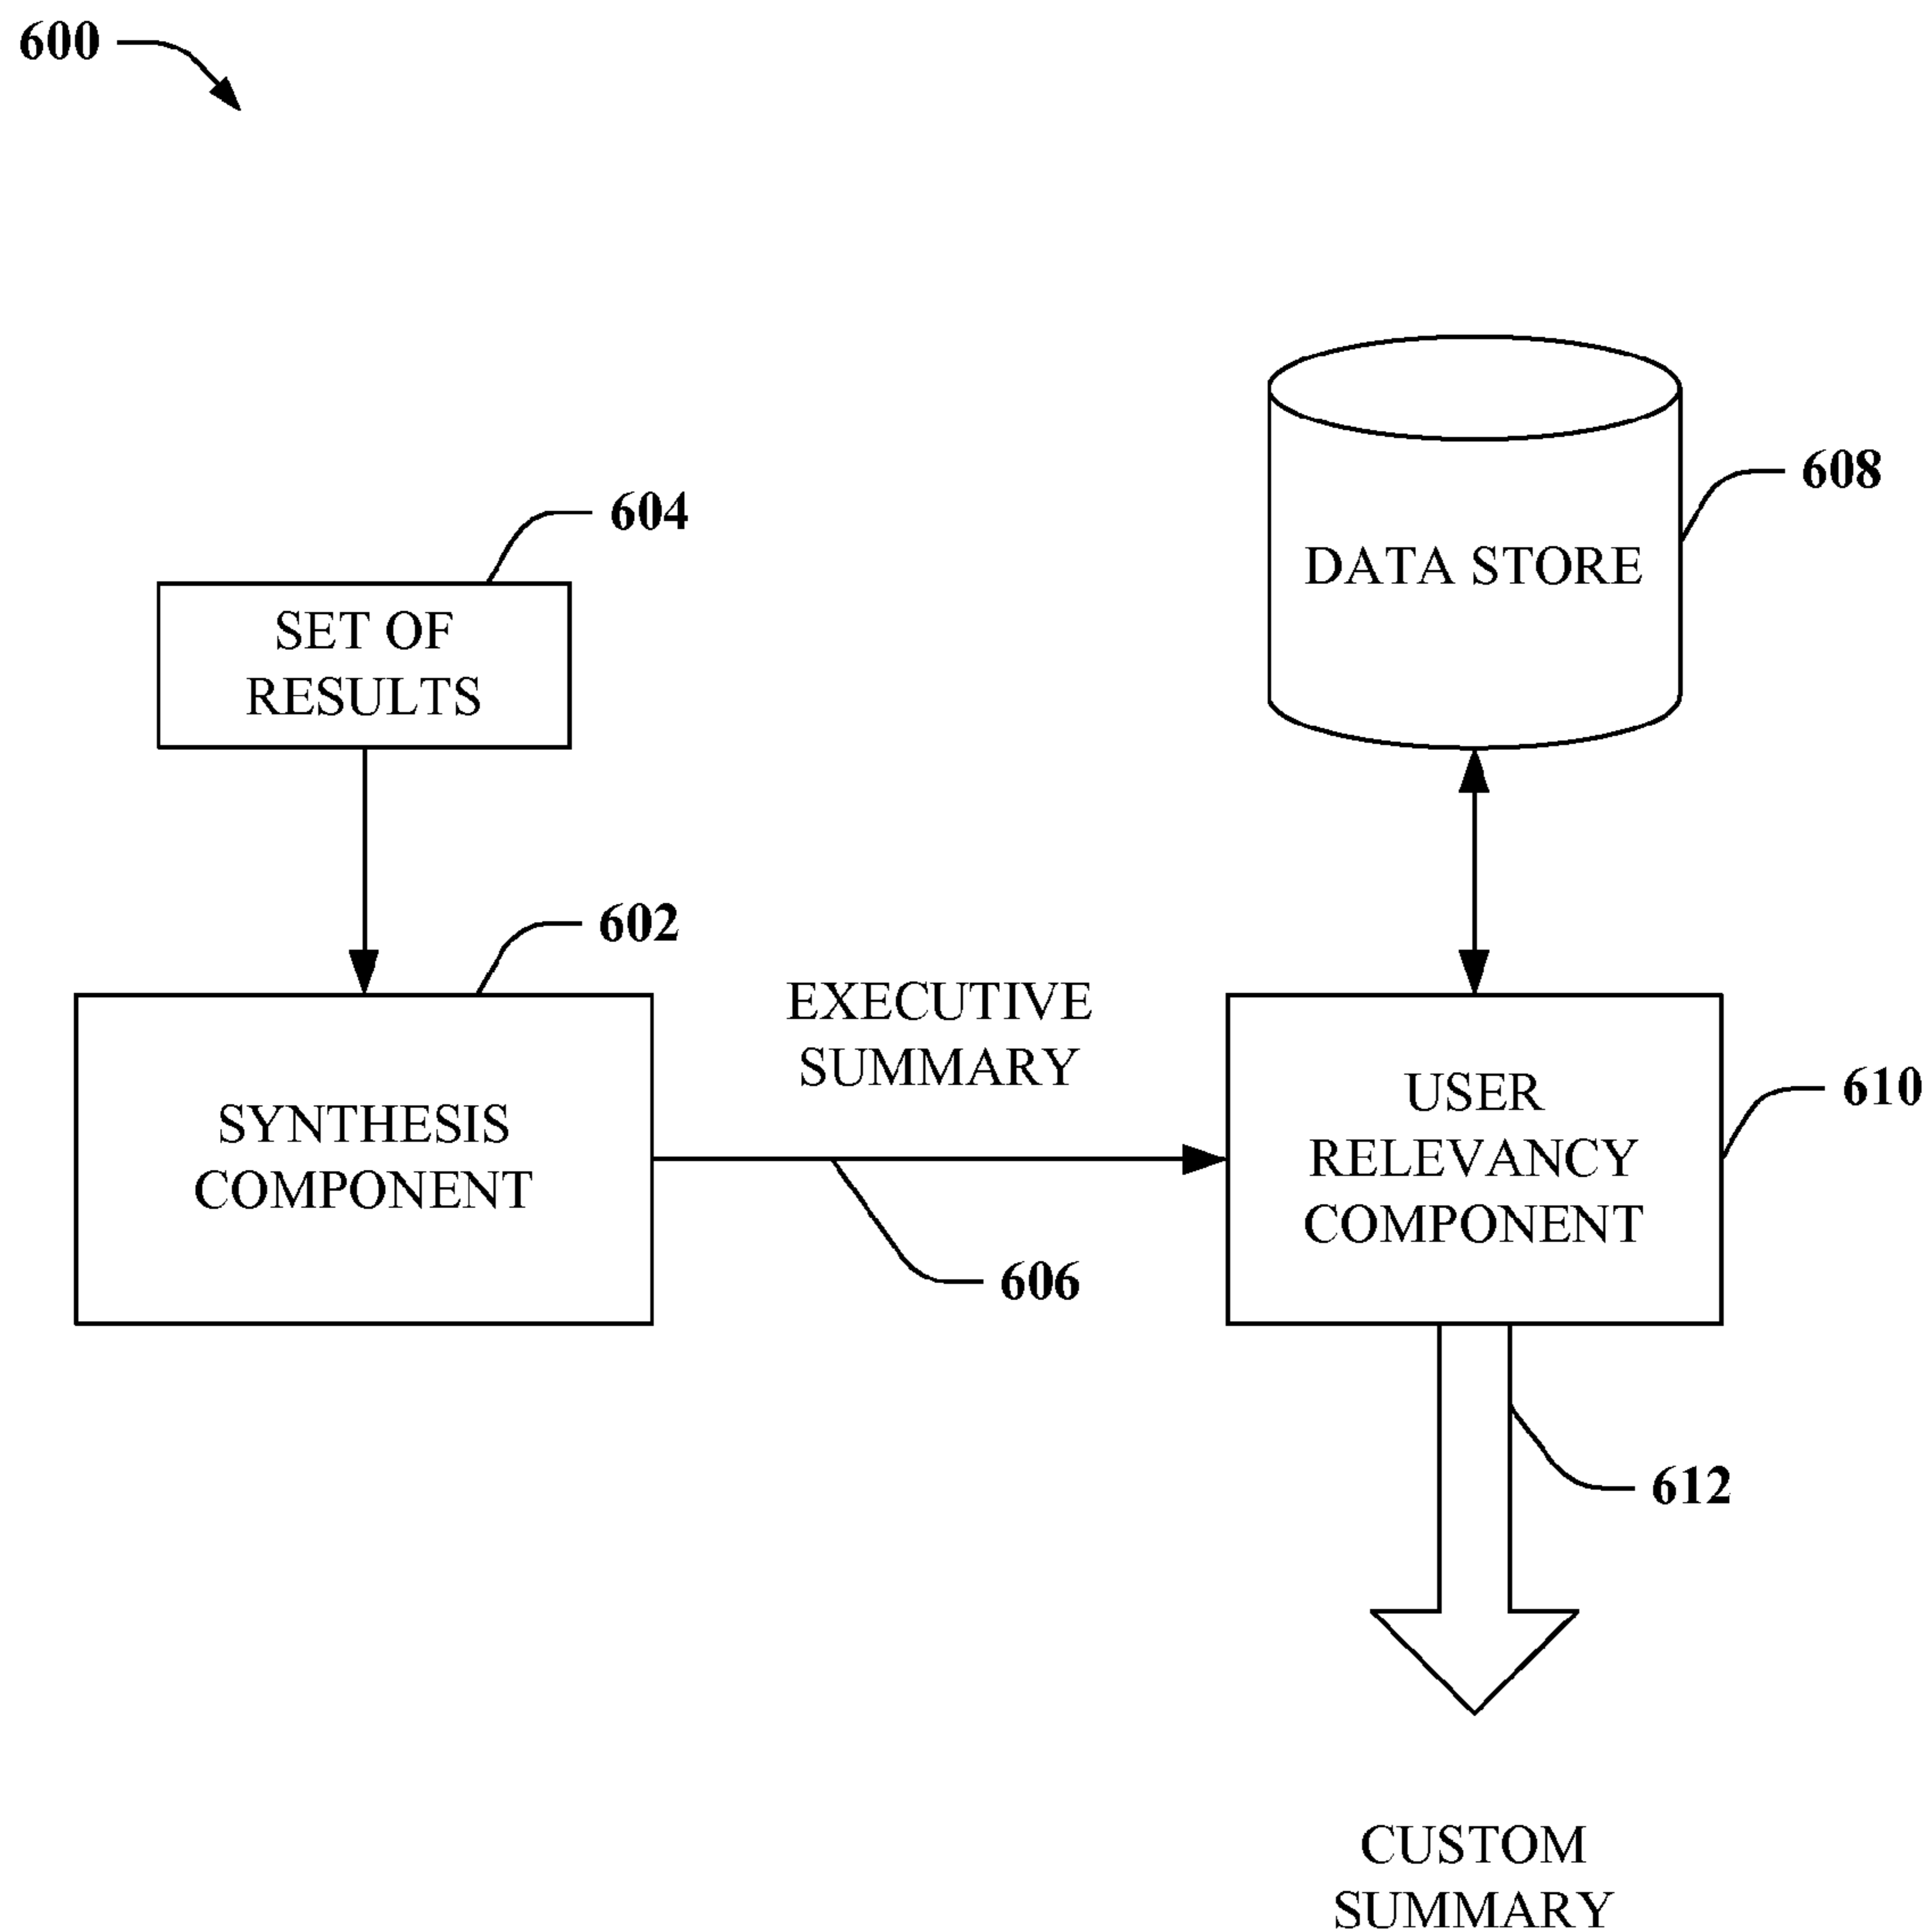 600
608
DATA STORE
604
SET OF
RESULTS
602
EXECUTIVE
SUMMARY
SYNTHESIS
COMPONENT
USER
RELEVANCY
COMPONENT
610
606
612
CUSTOM
SUMMARY